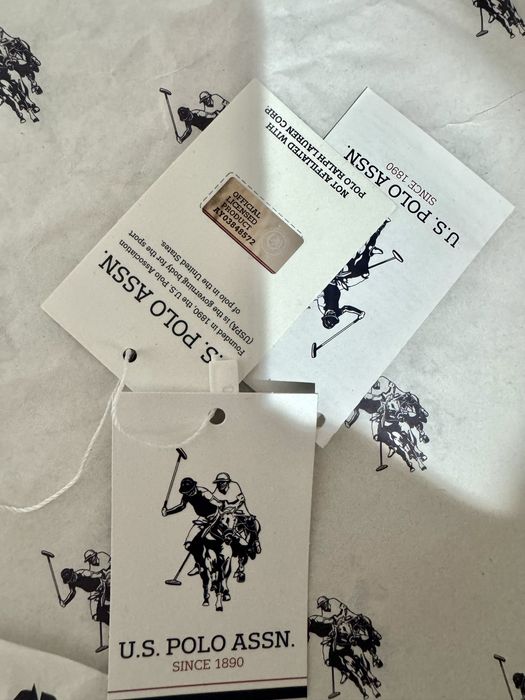 NOT AFFILIATED WITH
POLO RALPH LAUREN CORP.
OFFICIAL
LICENSED
PRODUCT
XY03848572
Founded in 1890, the U.S. Polo Association
(USPA) is the governing body for the sport
of polo in the United States.
U.S. POLO ASSN.
U.S. POLO ASSN.
SINCE 1890
U.S. POLO ASSN.
SINCE 1890